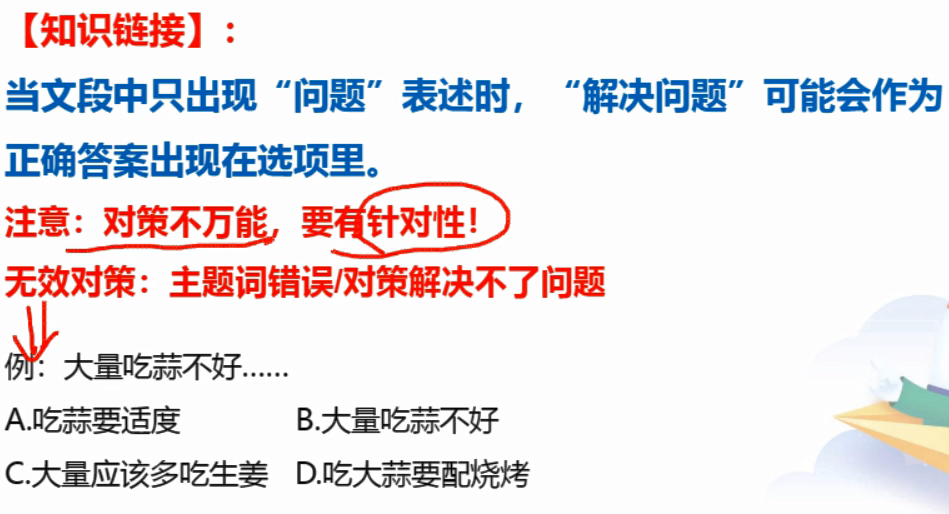 【知识链接】:
当文段中只出现“问题”表述时，“解决问题”可能会作为
正确答案出现在选项里。
注意：对策不万能，要有针对性！
无效对策：主题词错误/对策解决不了问题
例：大量吃蒜不好……
A.吃蒜要适度 B.大量吃蒜不好
C.大量应该多吃生姜 D.吃大蒜要配烧烤